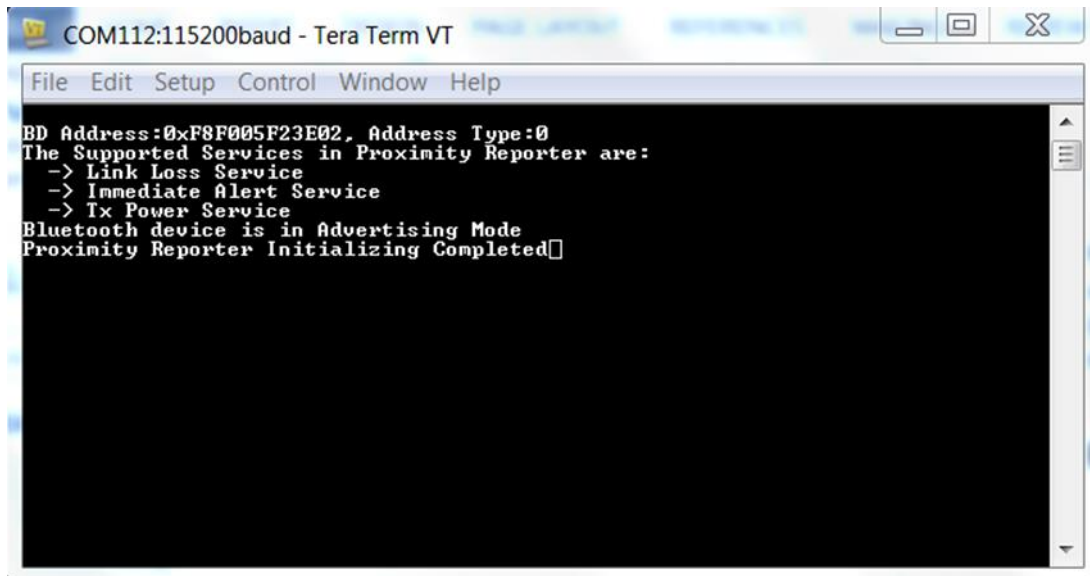 COM112:115200baud - Tera Term VT
File Edit Setup Control Window Help
BD Address:0xF8F005F23E02, Address Type:0
The Supported Services in Proximity Reporter are:
-> Link Loss Service
-> Immediate Alert Service
-> Tx Power Service
Bluetooth device is in Advertising Mode
Proximity Reporter Initializing Completed